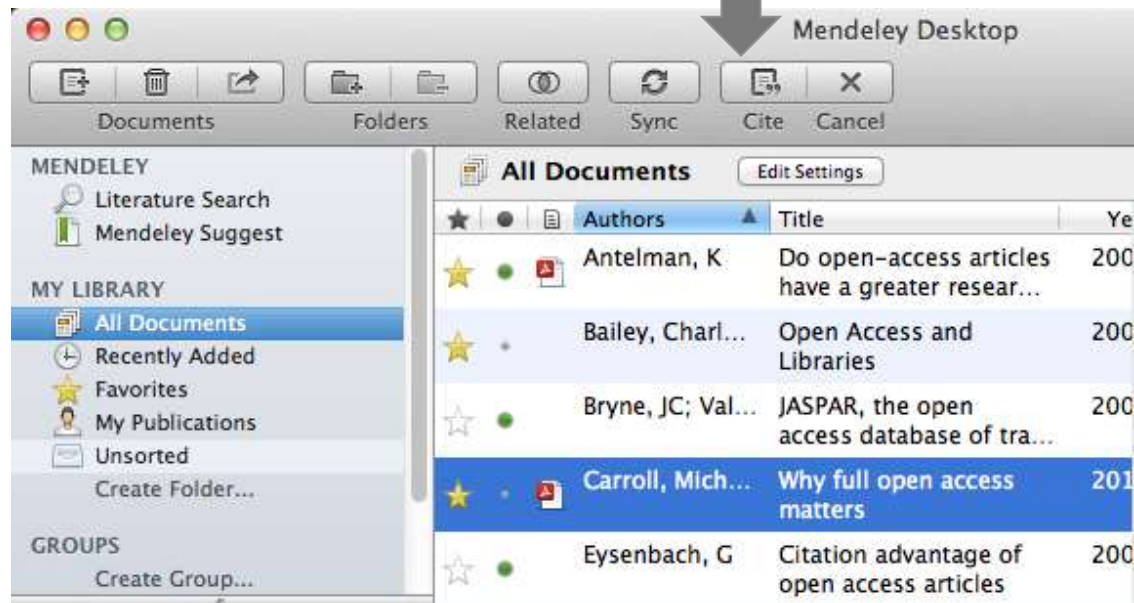 Mendeley Desktop
Documents Folders Related Sync Cite Cancel
MENDELEY
Literature Search
Mendeley Suggest
MY LIBRARY
All Documents
Recently Added
Favorites
My Publications
Unsorted
Create Folder...
GROUPS
Create Group...
All Documents Edit Settings
Authors Title Ye
Antelman, K Do open-access articles 200
have a greater resear...
Bailey, Charl... Open Access and 200
Libraries
Bryne, JC; Val... JASPAR, the open 200
access database of tra...
Carroll, Mich... Why full open access 201
matters
Eysenbach, G Citation advantage of 200
open access articles